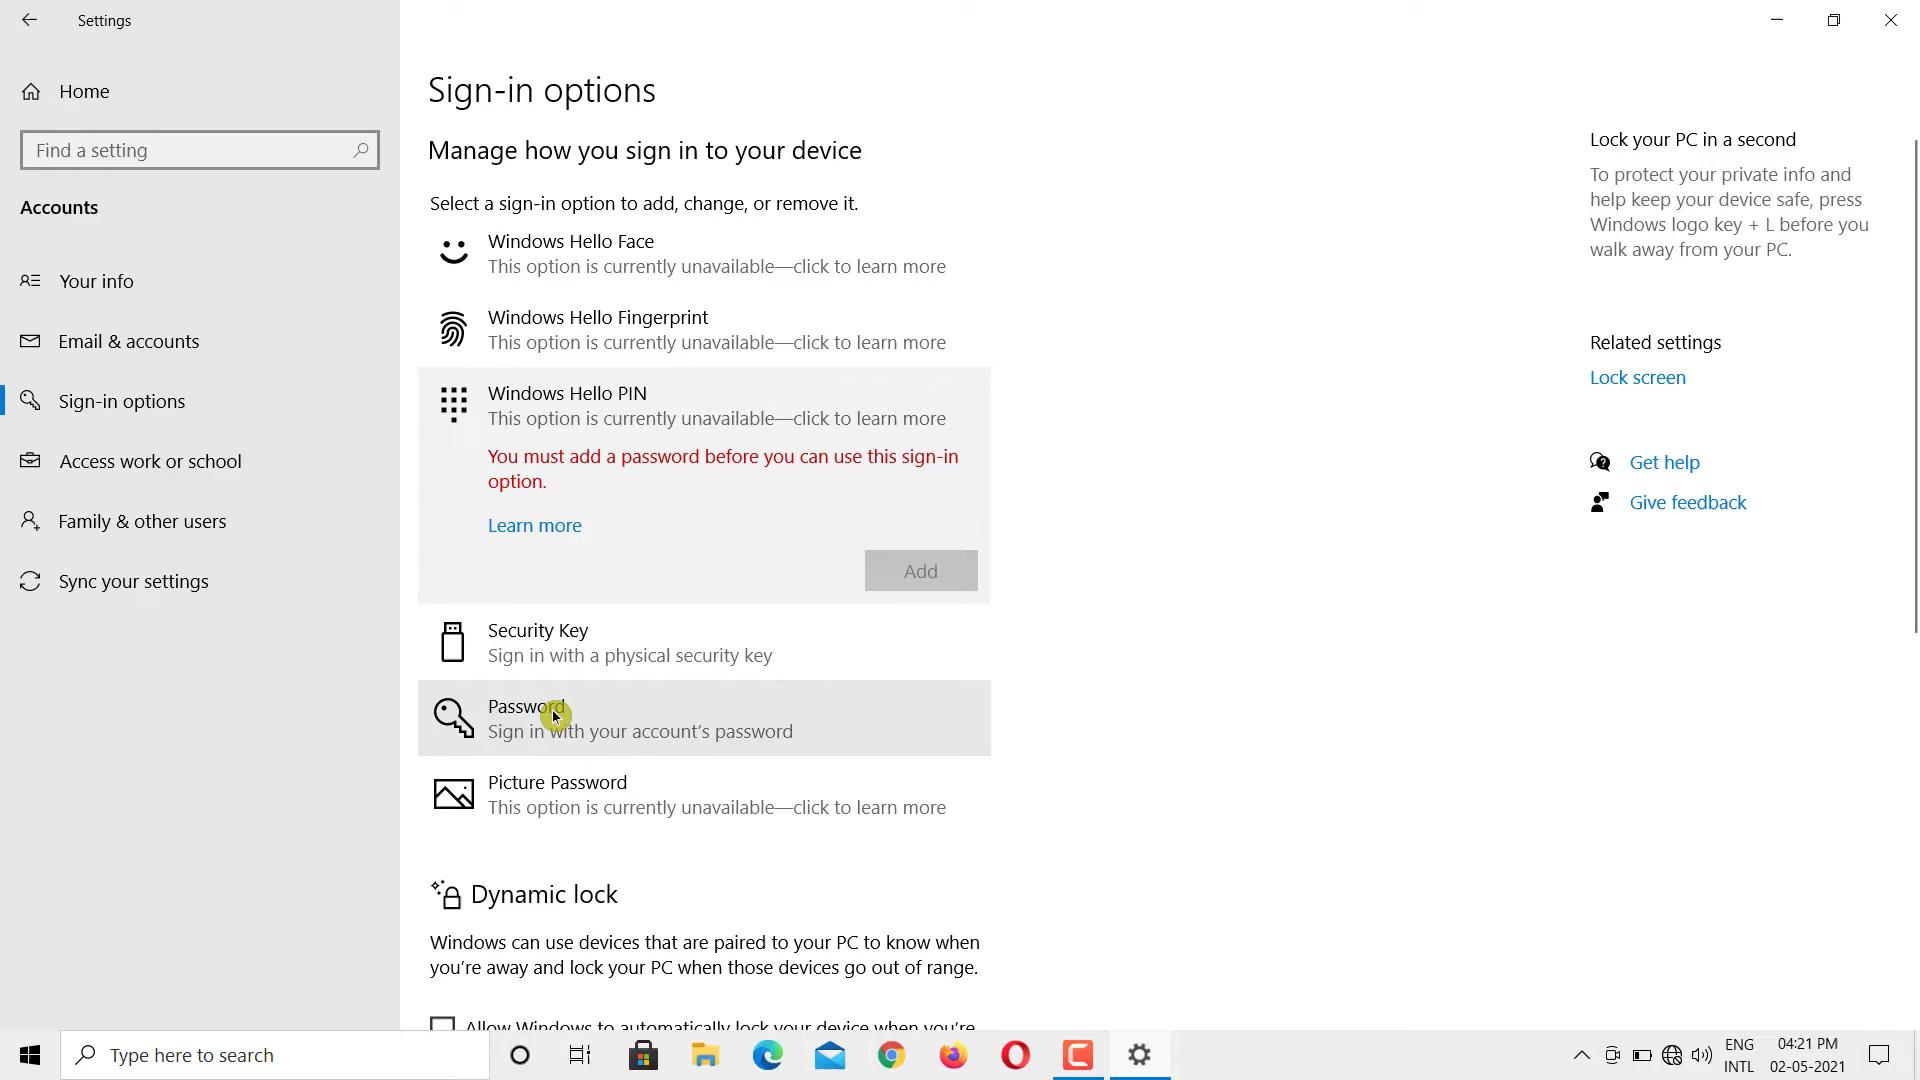 Settings
Home
Find a setting
Accounts
Your info
Email & accounts
Sign-in options
Access work or school
Family & other users
Sync your settings
Sign-in options
Manage how you sign in to your device
Select a sign-in option to add, change, or remove it.
Windows Hello Face
This option is currently unavailable—click to learn more
Windows Hello Fingerprint
This option is currently unavailable—click to learn more
Windows Hello PIN
This option is currently unavailable—click to learn more
You must add a password before you can use this sign-in
option.
Learn more
Add
Security Key
Sign in with a physical security key
Password
Sign in with your account's password
Picture Password
This option is currently unavailable—click to learn more
Dynamic lock
Windows can use devices that are paired to your PC to know when
you're away and lock your PC when those devices go out of range.
Allow Windows to automatically lock your device when you're
Lock your PC in a second
To protect your private info and
help keep your device safe, press
Windows logo key + L before you
walk away from your PC.
Related settings
Lock screen
Get help
Give feedback
Type here to search
ENG
INTL
04:21 PM
02-05-2021